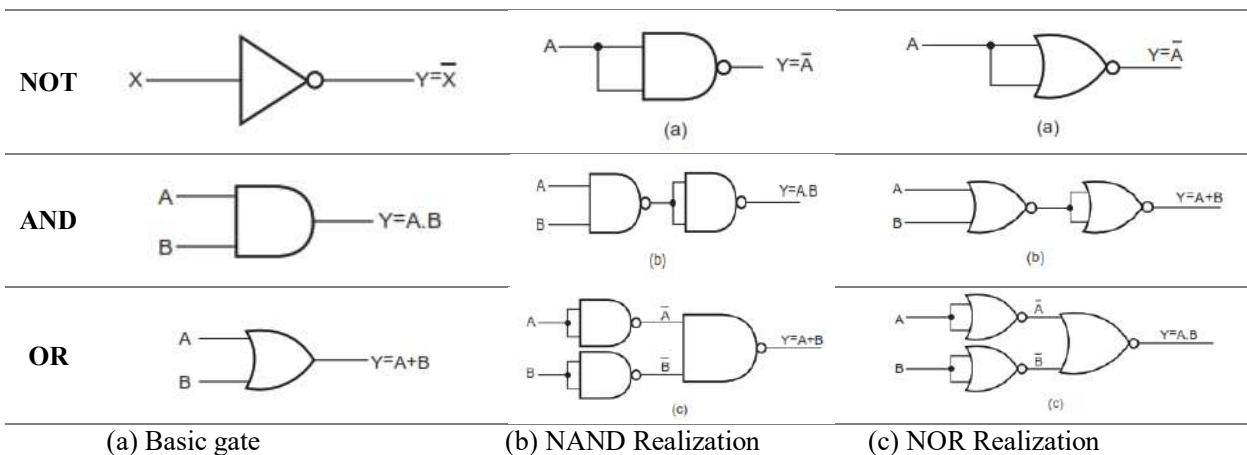 NOT
X
Y=X̅
A
Y=A̅
(a)
A
Y=A̅
(a)
AND
A
B
Y=A.B
A
B
Y=A.B
(b)
A
B
Y=A+B
(b)
OR
A
B
Y=A+B
A
A̅
B
B̅
Y=A+B
(c)
A
A̅
B
B̅
Y=A.B
(c)
(a) Basic gate (b) NAND Realization (c) NOR Realization